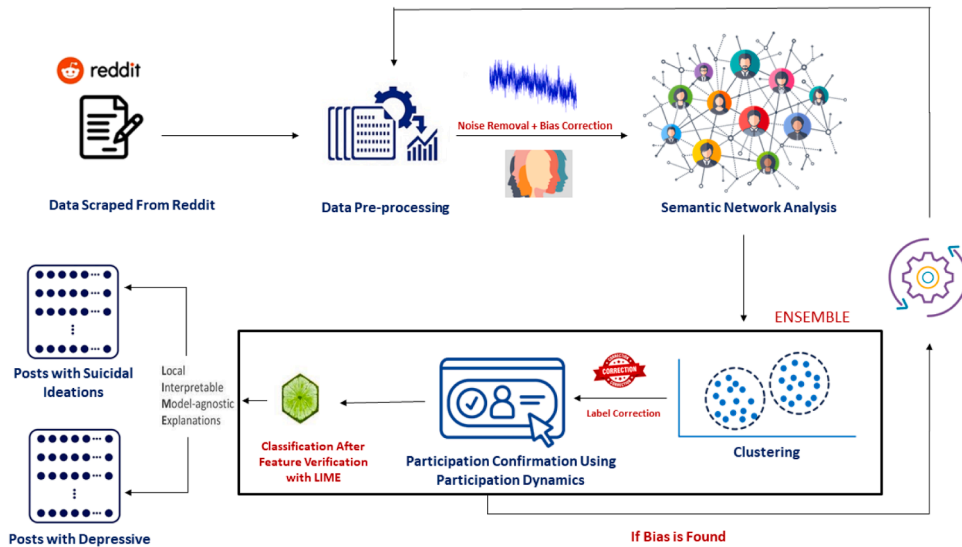 reddit
Noise Removal + Bias Correction
Data Scraped From Reddit
Data Pre-processing
Semantic Network Analysis
ENSEMBLE
CORRECTION
Label Correction
Clustering
Participation Confirmation Using
Participation Dynamics
Classification After
Feature Verification
with LIME
Local
Interpretable
Model-agnostic
Explanations
Posts with Suicidal
Ideations
Posts with Depressive
If Bias is Found